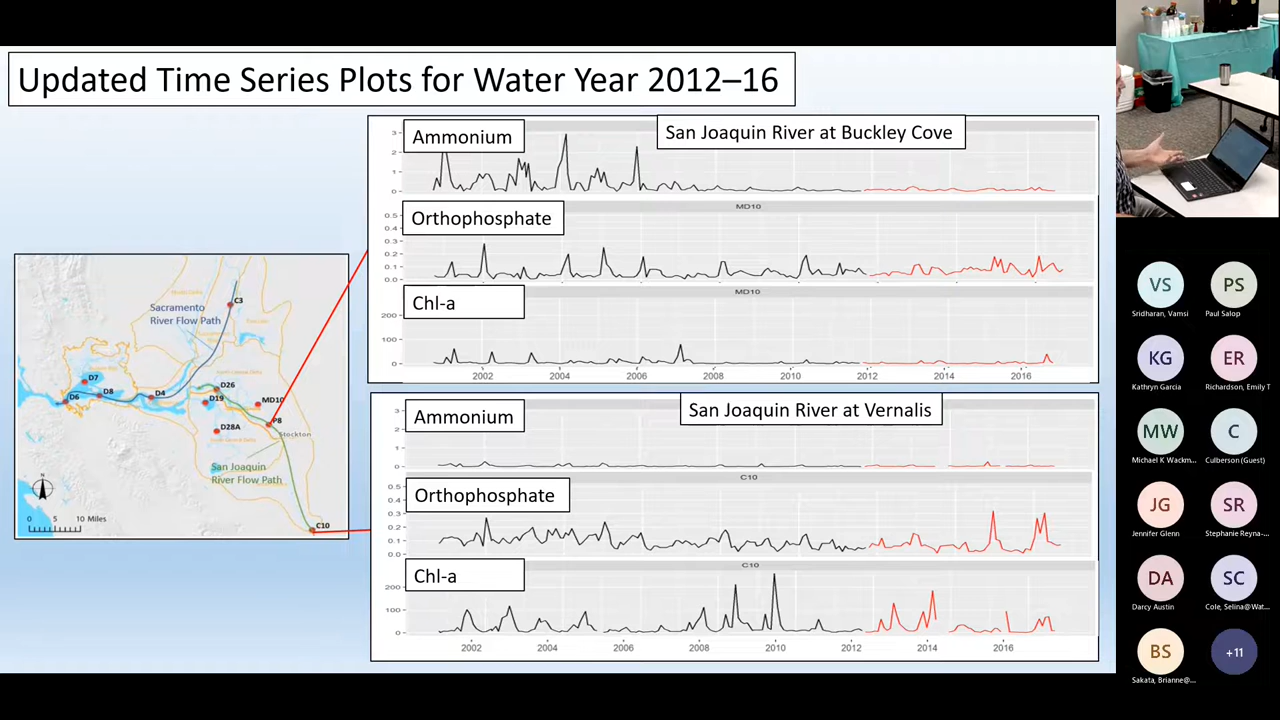 Updated Time Series Plots for Water Year 2012–16
Ammonium
San Joaquin River at Buckley Cove
3
2
1
0
MD10
Orthophosphate
0.5
0.4
0.3
0.2
0.1
0.0
MD10
Chl-a
200
100
0
2002
2004
2006
2008
2010
2012
2014
2016
Ammonium
San Joaquin River at Vernalis
3
2
1
0
C10
Orthophosphate
0.5
0.4
0.3
0.2
0.1
0.0
C10
Chl-a
200
100
0
2002
2004
2006
2008
2010
2012
2014
2016
Sacramento
River Flow Path
C3
D7
D6
D8
D4
D26
D19
MD10
P8
D28A
Stockton
San Joaquin
River Flow Path
C10
N
0 5 10 Miles
VS
Sridharan, Vamsi
PS
Paul Salop
KG
Kathryn Garcia
ER
Richardson, Emily T
MW
Michael K Wackm...
C
Culberson (Guest)
JG
Jennifer Glenn
SR
Stephanie Reyna-...
DA
Darcy Austin
SC
Cole, Selina@Wat...
BS
Sakata, Brianne@...
+11